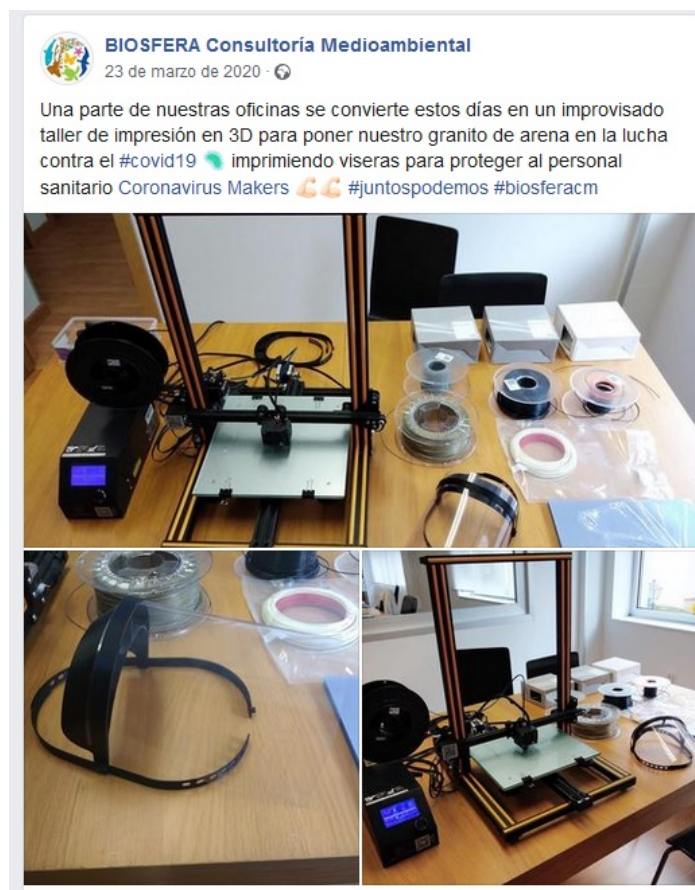 BIOSFERA Consultoría Medioambiental
23 de marzo de 2020 ·
Una parte de nuestras oficinas se convierte estos días en un improvisado
taller de impresión en 3D para poner nuestro granito de arena en la lucha
contra el #covid19 🦠 imprimiendo viseras para proteger al personal
sanitario Coronavirus Makers 💪🏻💪🏻 #juntospodemos #biosferacm